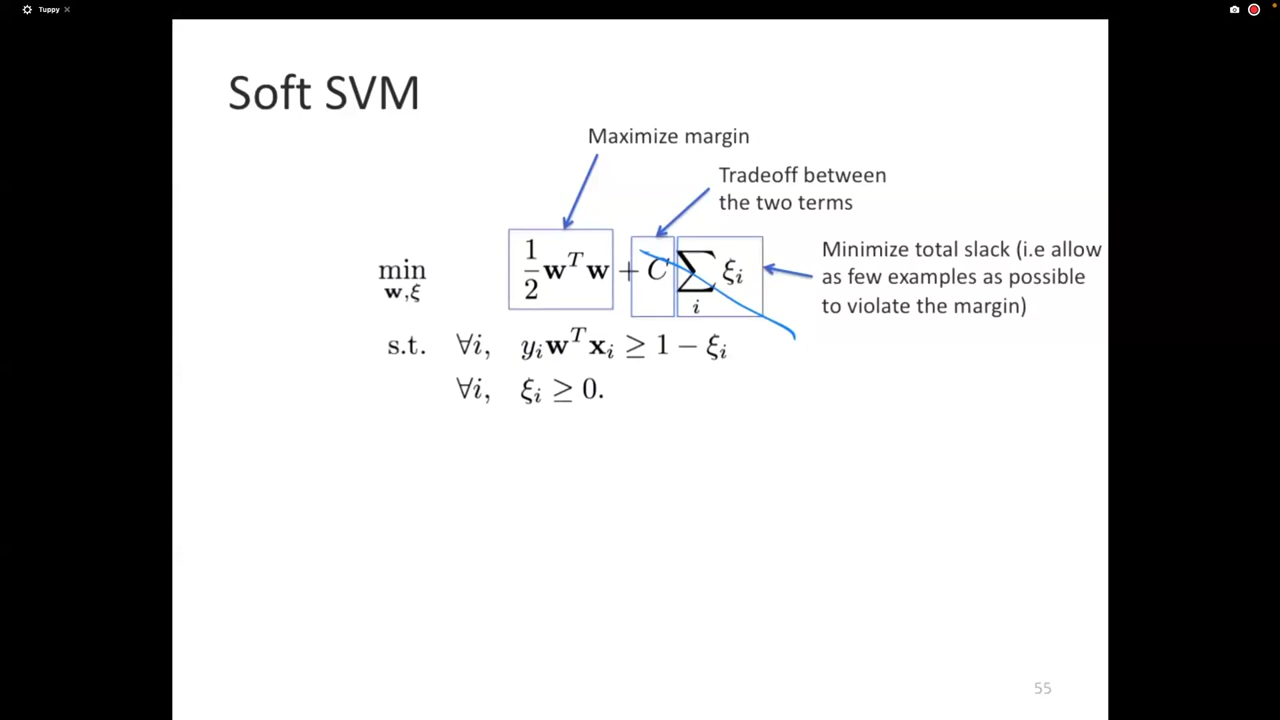 Tuppy
Soft SVM
Maximize margin
Tradeoff between
the two terms
Minimize total slack (i.e allow
as few examples as possible
to violate the margin)
min w,ξ 1/2 w^T w + C ∑_i ξ_i
s.t. ∀i, y_i w^T x_i ≥ 1 − ξ_i
∀i, ξ_i ≥ 0.
55